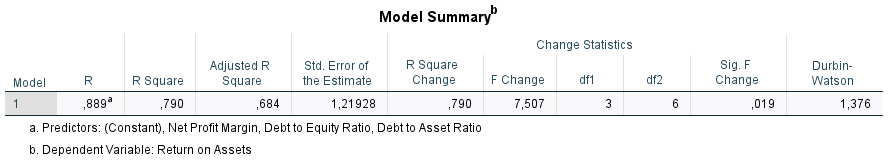 Model Summaryb
Change Statistics
Model R R Square Adjusted R Square Std. Error of the Estimate R Square Change F Change df1 df2 Sig. F Change Durbin-Watson
1 ,889a ,790 ,684 1,21928 ,790 7,507 3 6 ,019 1,376
a. Predictors: (Constant), Net Profit Margin, Debt to Equity Ratio, Debt to Asset Ratio
b. Dependent Variable: Return on Assets